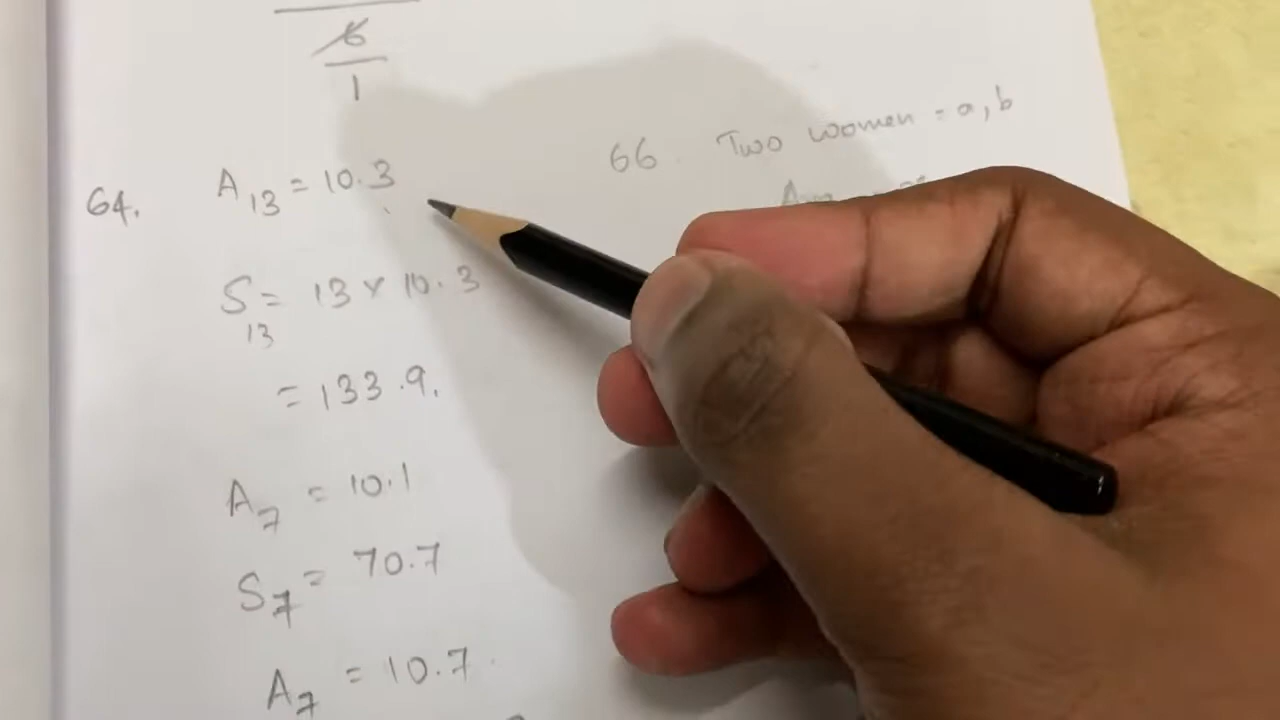 6
1
64. A13 = 10.3
S13 = 13 × 10.3
= 133.9.
A7 = 10.1
S7 = 70.7
A7 = 10.7
66. Two women = a, b